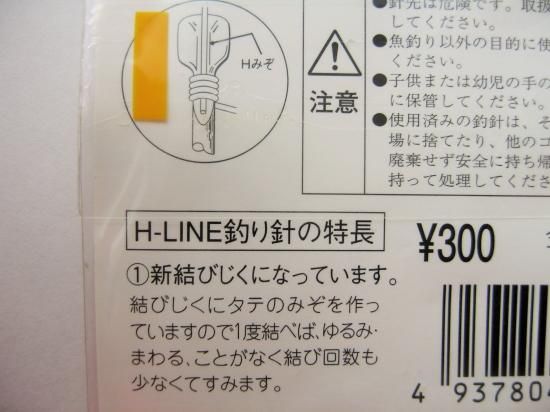 Hみぞ
注意
●針先は危険です。取扱
してください。
●魚釣り以外の目的に使
ください。
●子供または幼児の手の
に保管してください。
●使用済みの釣針は、そ
場に捨てたり、他のゴ
廃棄せず安全に持ち帰
持って処理してくださ
H-LINE釣り針の特長
¥300
①新結びじくになっています。
結びじくにタテのみぞを作っ
ていますので1度結べば、ゆるみ・
まわる、ことがなく結び回数も
少なくてすみます。
4 937804